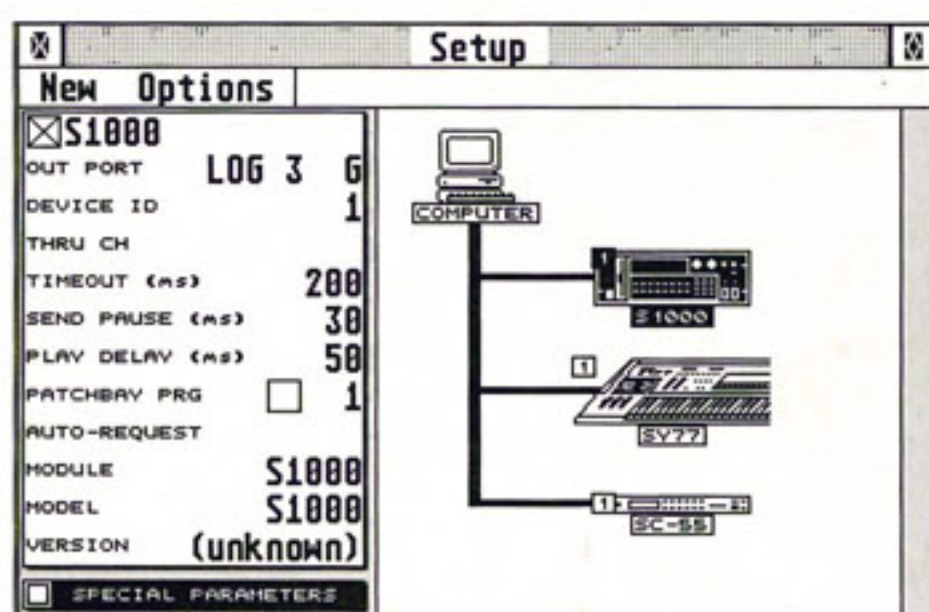 Setup
New Options
S1000
OUT PORT LOG 3 G
DEVICE ID 1
THRU CH
TIMEOUT (ms) 200
SEND PAUSE (ms) 30
PLAY DELAY (ms) 50
PATCHBAY PRG 1
AUTO-REQUEST
MODULE S1000
MODEL S1000
VERSION (unknown)
SPECIAL PARAMETERS
COMPUTER
1
S1000
1
SY77
1
SC-55